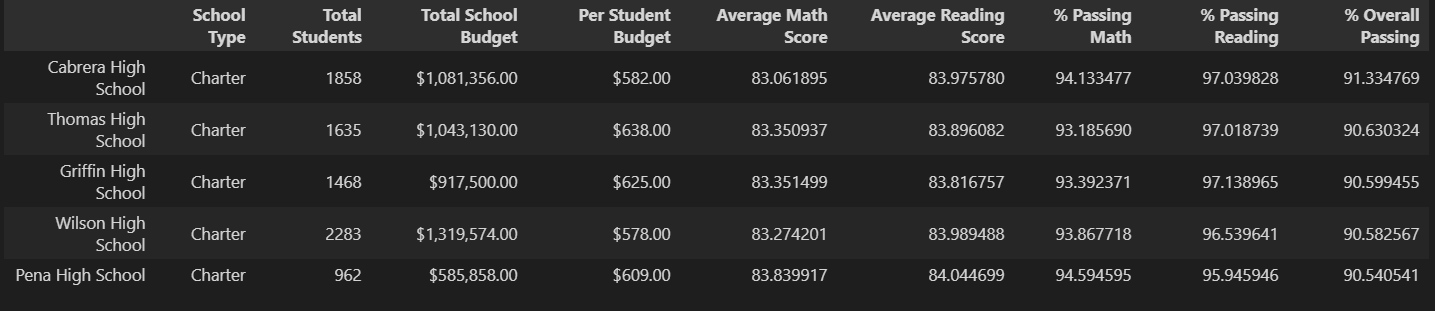 School Type Total Students Total School Budget Per Student Budget Average Math Score Average Reading Score % Passing Math % Passing Reading % Overall Passing
Cabrera High School Charter 1858 $1,081,356.00 $582.00 83.061895 83.975780 94.133477 97.039828 91.334769
Thomas High School Charter 1635 $1,043,130.00 $638.00 83.350937 83.896082 93.185690 97.018739 90.630324
Griffin High School Charter 1468 $917,500.00 $625.00 83.351499 83.816757 93.392371 97.138965 90.599455
Wilson High School Charter 2283 $1,319,574.00 $578.00 83.274201 83.989488 93.867718 96.539641 90.582567
Pena High School Charter 962 $585,858.00 $609.00 83.839917 84.044699 94.594595 95.945946 90.540541